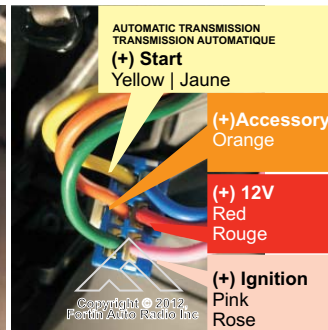 AUTOMATIC TRANSMISSION
TRANSMISSION AUTOMATIQUE
(+) Start
Yellow | Jaune
(+)Accessory
Orange
(+) 12V
Red
Rouge
(+) Ignition
Pink
Rose
Copyright © 2012,
Fortin Auto Radio Inc